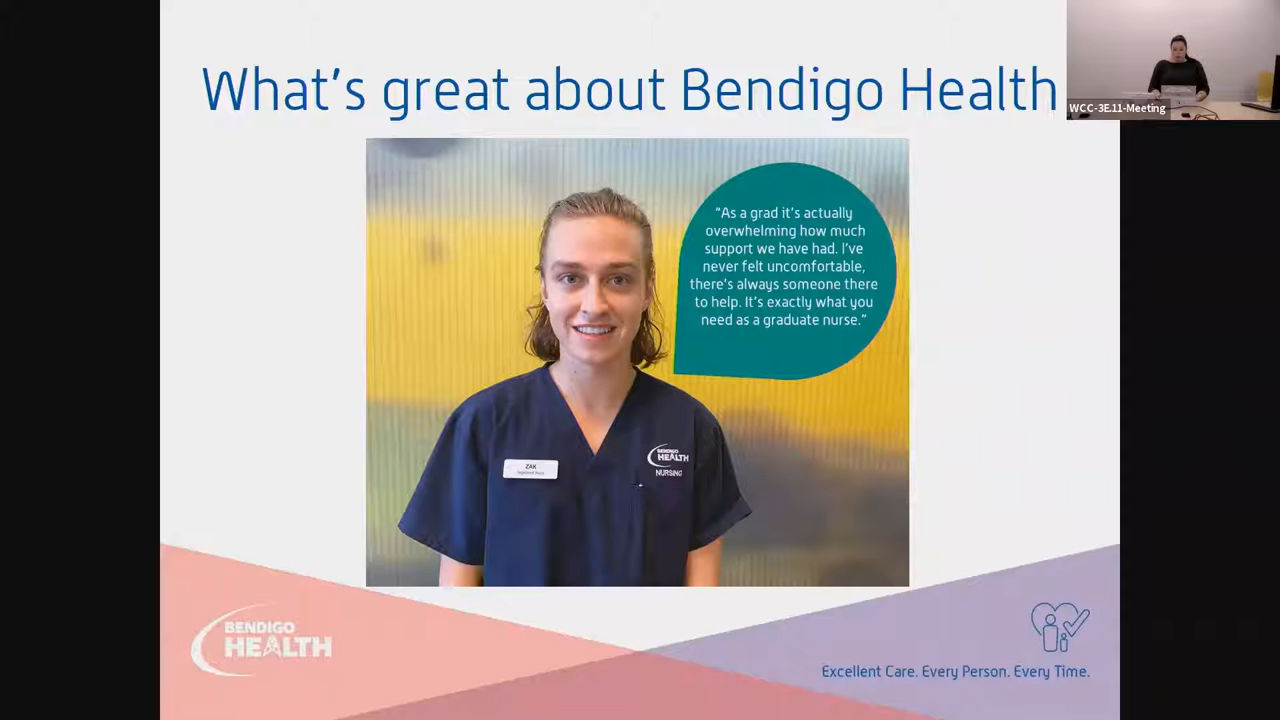 What's great about Bendigo Health
WCC-3E.11-Meeting
"As a grad it's actually
overwhelming how much
support we have had. I've
never felt uncomfortable,
there's always someone there
to help. It's exactly what you
need as a graduate nurse."
ZAK
Registered Nurse
BENDIGO
HEALTH
NURSING
BENDIGO
HEALTH
Excellent Care. Every Person. Every Time.